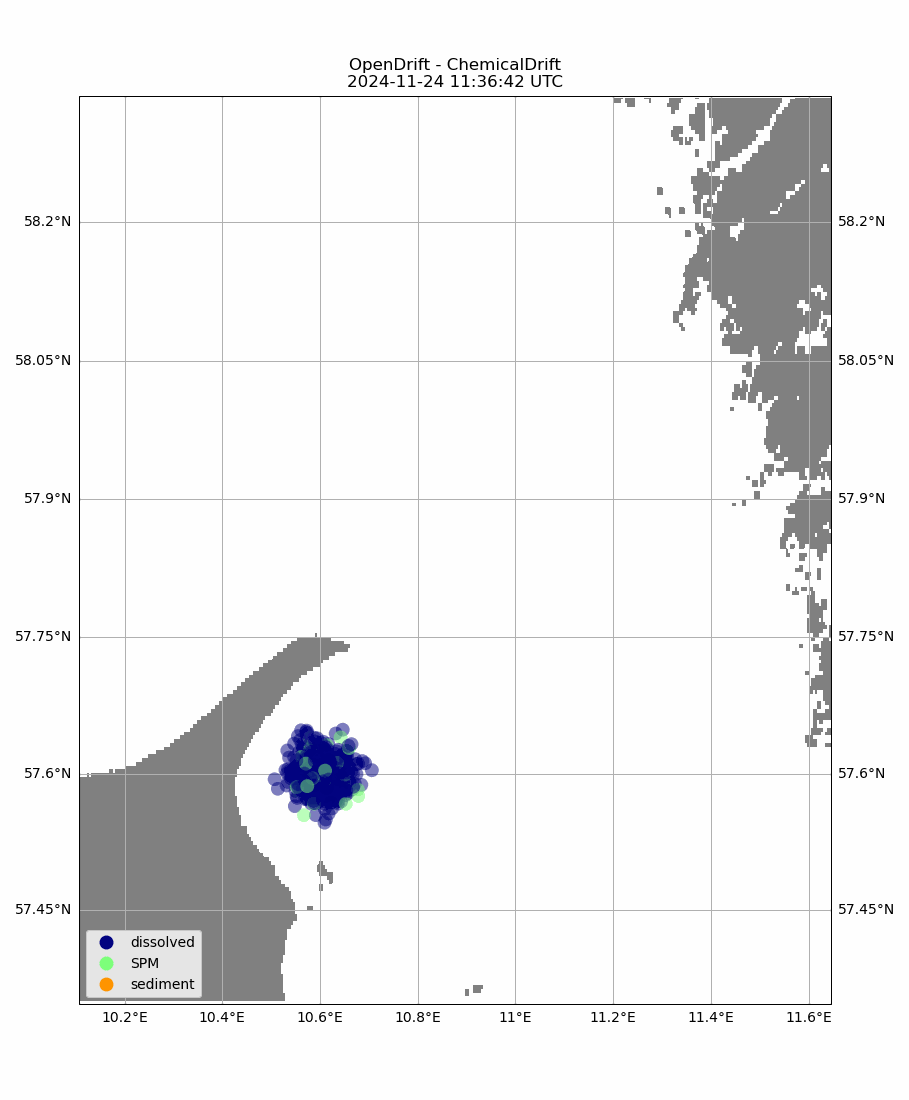 OpenDrift - ChemicalDrift
2024-11-24 11:36:42 UTC
58.2°N 58.2°N
58.05°N 58.05°N
57.9°N 57.9°N
57.75°N 57.75°N
57.6°N 57.6°N
57.45°N 57.45°N
dissolved
SPM
sediment
10.2°E 10.4°E 10.6°E 10.8°E 11°E 11.2°E 11.4°E 11.6°E